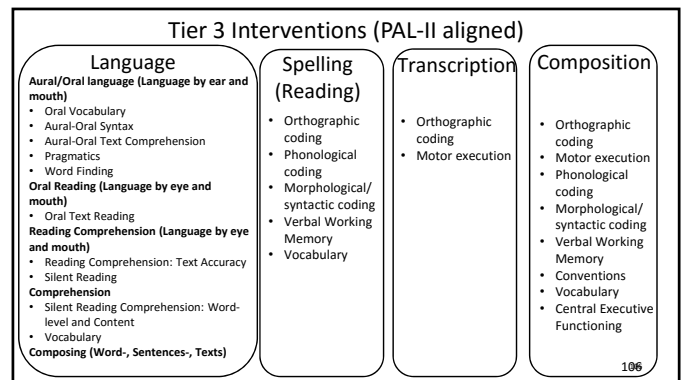 Tier 3 Interventions (PAL-II aligned)
Language
Aural/Oral language (Language by ear and
mouth)
• Oral Vocabulary
• Aural-Oral Syntax
• Aural-Oral Text Comprehension
• Pragmatics
• Word Finding
Oral Reading (Language by eye and
mouth)
• Oral Text Reading
Reading Comprehension (Language by eye
and mouth)
• Reading Comprehension: Text Accuracy
• Silent Reading
Comprehension
• Silent Reading Comprehension: Word-
level and Content
• Vocabulary
Composing (Word-, Sentences-, Texts)
Spelling
(Reading)
• Orthographic
coding
• Phonological
coding
• Morphological/
syntactic coding
• Verbal Working
Memory
• Vocabulary
Transcription
• Orthographic
coding
• Motor execution
Composition
• Orthographic
coding
• Motor execution
• Phonological
coding
• Morphological/
syntactic coding
• Verbal Working
Memory
• Conventions
• Vocabulary
• Central Executive
Functioning